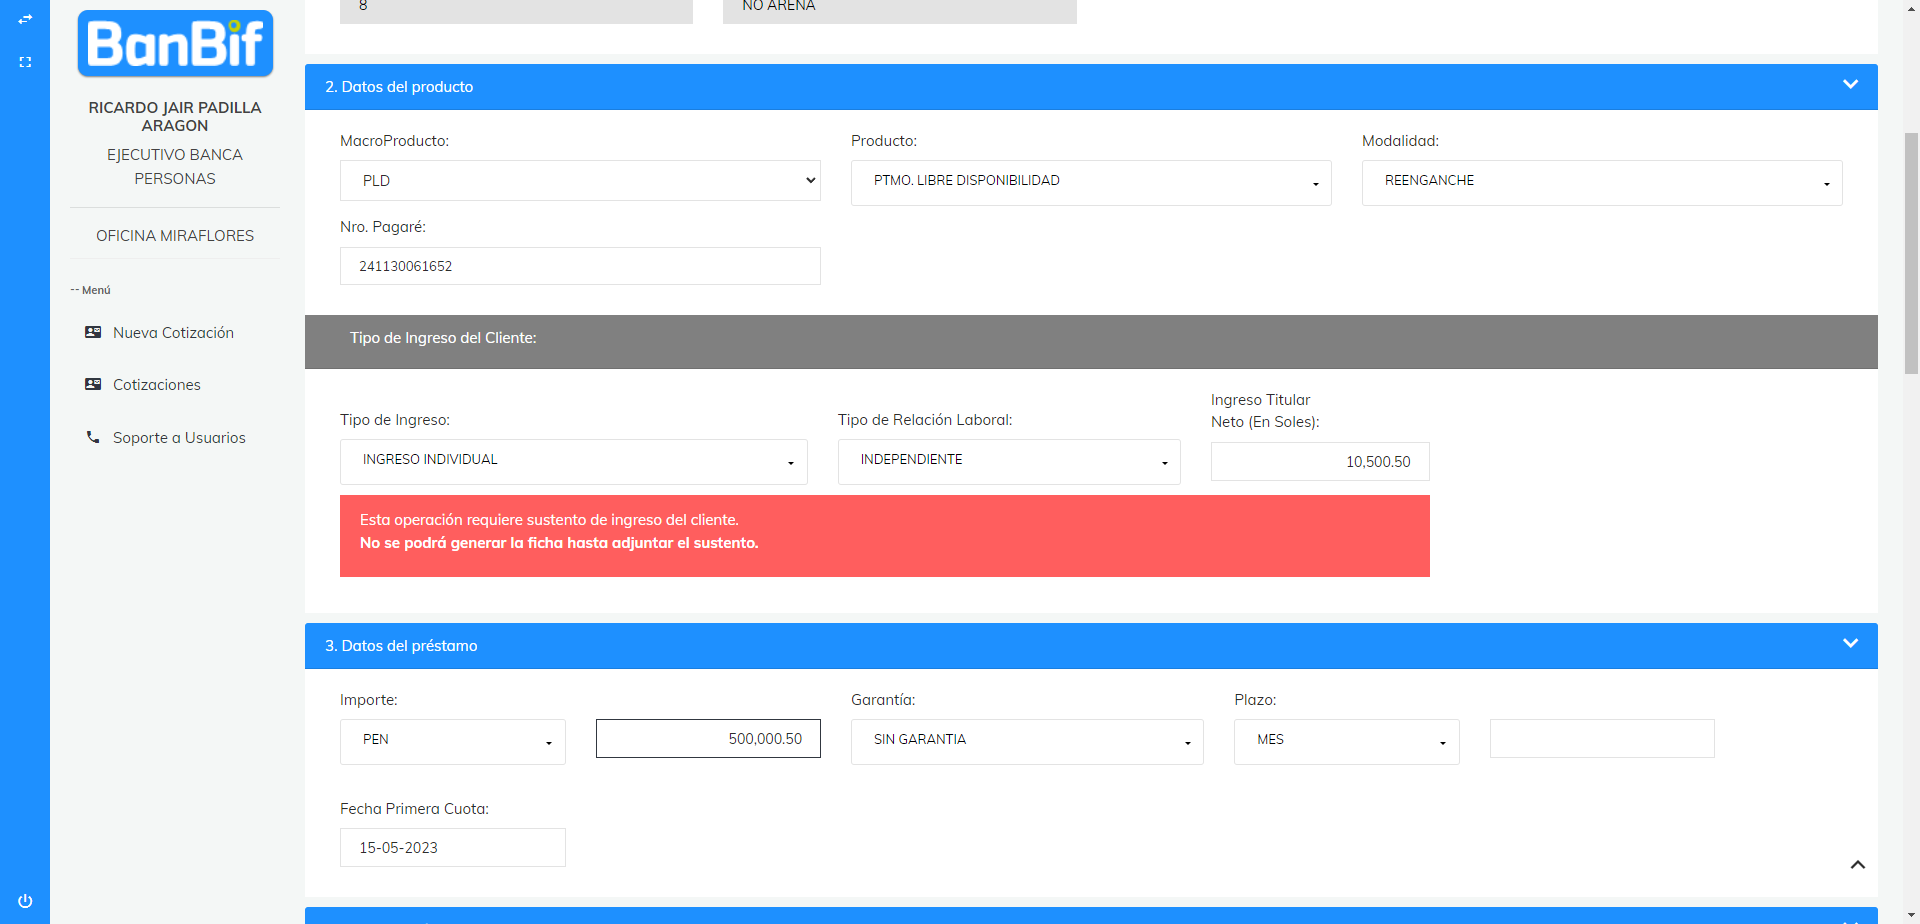 BanBif
RICARDO JAIR PADILLA
ARAGON
EJECUTIVO BANCA
PERSONAS
OFICINA MIRAFLORES
-- Menú
Nueva Cotización
Cotizaciones
Soporte a Usuarios
8
NO ARENA
2. Datos del producto
MacroProducto:
Producto:
Modalidad:
PLD
PTMO. LIBRE DISPONIBILIDAD
REENGANCHE
Nro. Pagaré:
241130061652
Tipo de Ingreso del Cliente:
Tipo de Ingreso:
Tipo de Relación Laboral:
Ingreso Titular
Neto (En Soles):
INGRESO INDIVIDUAL
INDEPENDIENTE
10,500.50
Esta operación requiere sustento de ingreso del cliente.
No se podrá generar la ficha hasta adjuntar el sustento.
3. Datos del préstamo
Importe:
Garantía:
Plazo:
PEN
500,000.50
SIN GARANTIA
MES
Fecha Primera Cuota:
15-05-2023